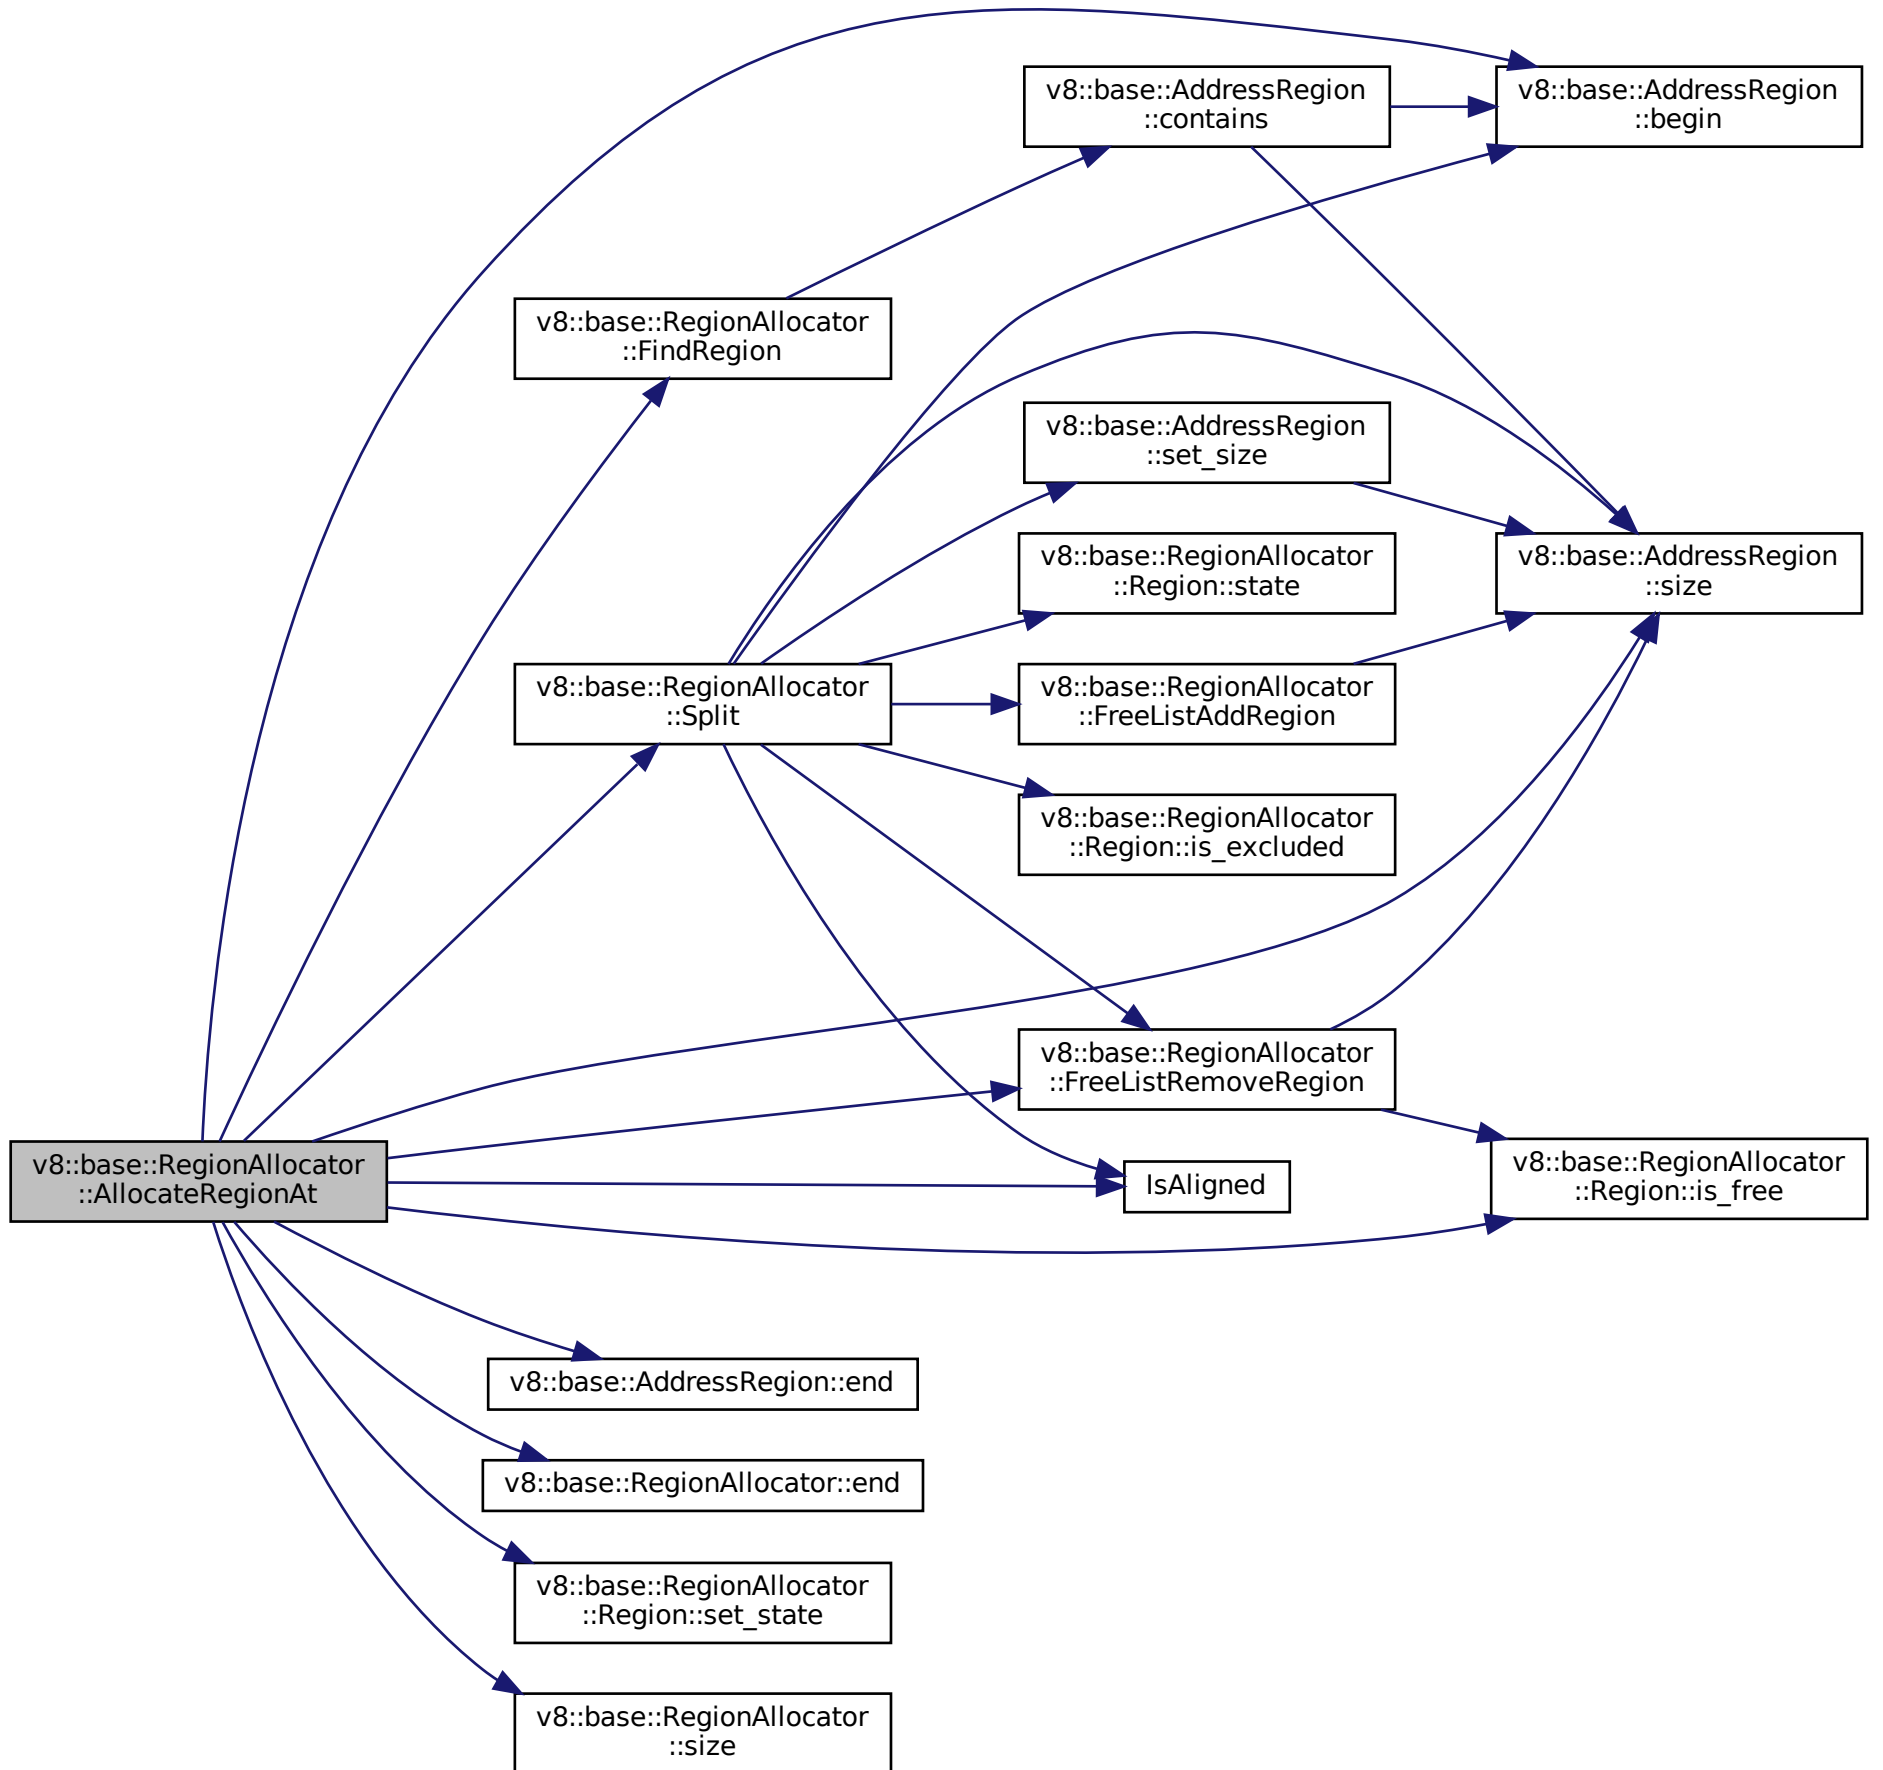 v8::base::AddressRegion
::contains
v8::base::AddressRegion
::begin
v8::base::RegionAllocator
::FindRegion
v8::base::AddressRegion
::set_size
v8::base::RegionAllocator
::Region::state
v8::base::AddressRegion
::size
v8::base::RegionAllocator
::Split
v8::base::RegionAllocator
::FreeListAddRegion
v8::base::RegionAllocator
::Region::is_excluded
v8::base::RegionAllocator
::FreeListRemoveRegion
v8::base::RegionAllocator
::AllocateRegionAt
IsAligned
v8::base::RegionAllocator
::Region::is_free
v8::base::AddressRegion::end
v8::base::RegionAllocator::end
v8::base::RegionAllocator
::Region::set_state
v8::base::RegionAllocator
::size